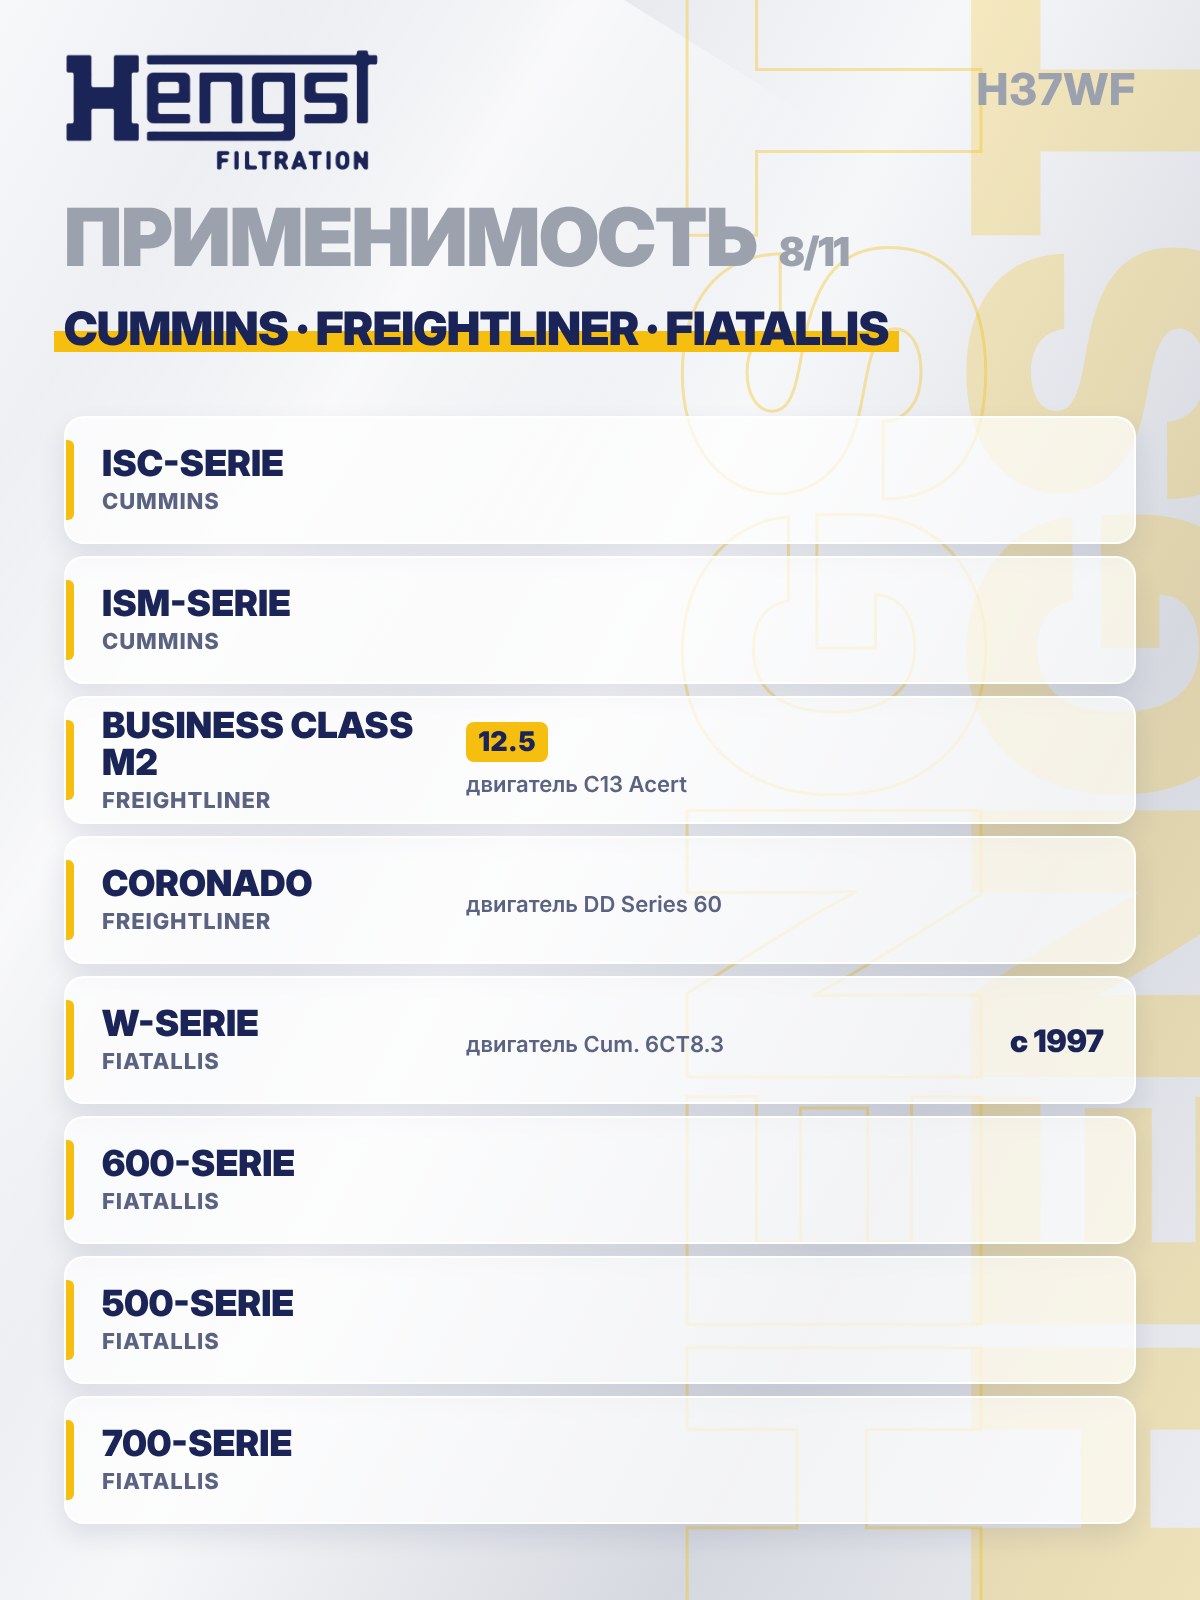 Hengst
FILTRATION
H37WF
ПРИМЕНИМОСТЬ 8/11
CUMMINS · FREIGHTLINER · FIATALLIS
ISC-SERIE
CUMMINS
ISM-SERIE
CUMMINS
BUSINESS CLASS
M2
FREIGHTLINER
12.5
двигатель C13 Acert
CORONADO
FREIGHTLINER
двигатель DD Series 60
W-SERIE
FIATALLIS
двигатель Cum. 6CT8.3
с 1997
600-SERIE
FIATALLIS
500-SERIE
FIATALLIS
700-SERIE
FIATALLIS
HENGST
HENGST